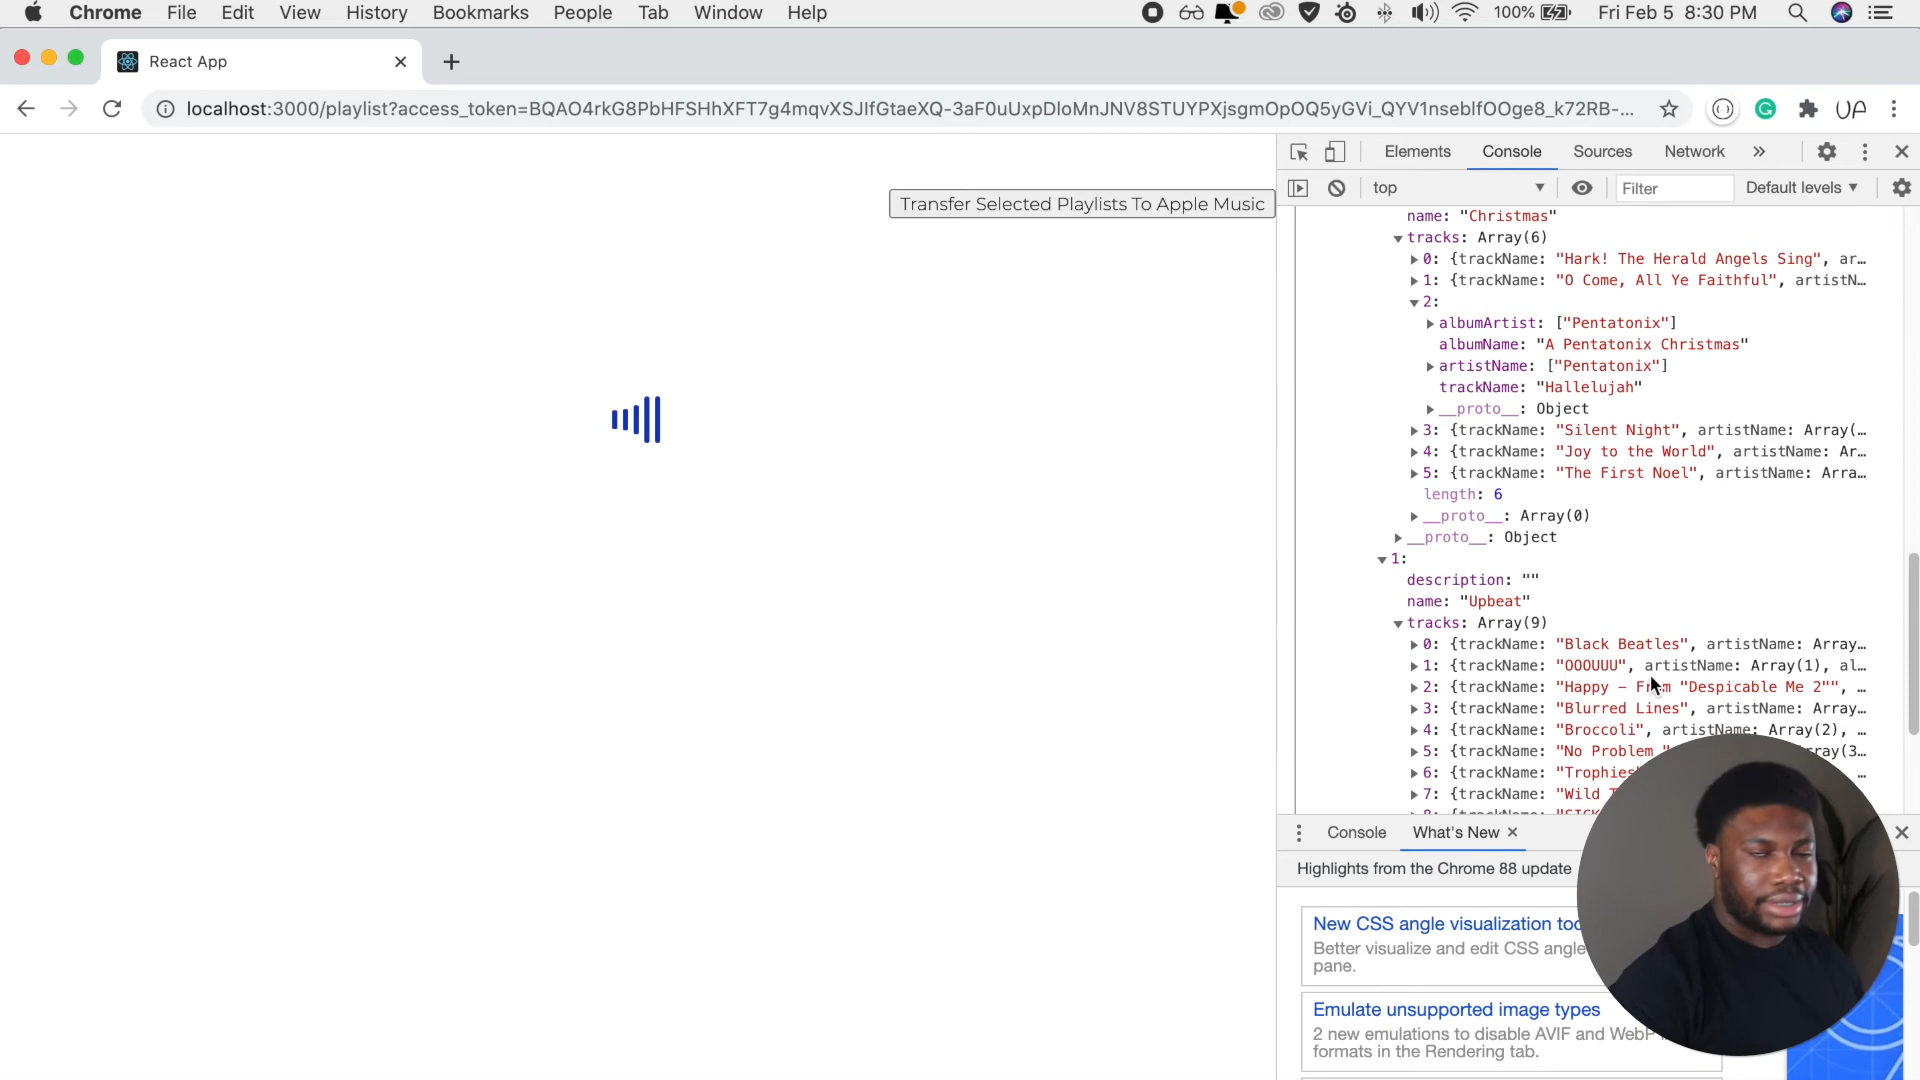 Chrome File Edit View History Bookmarks People Tab Window Help 100% Fri Feb 5 8:30 PM
React App
localhost:3000/playlist?access_token=BQAO4rkG8PbHFSHhXFT7g4mqvXSJlfGtaeXQ-3aF0uUxpDloMnJNV8STUYPXjsgmOpOQ5yGVi_QYV1nseblfOOge8_k72RB-...
Elements Console Sources Network »
top Filter Default levels
Transfer Selected Playlists To Apple Music
name: "Christmas"
tracks: Array(6)
0: {trackName: "Hark! The Herald Angels Sing", ar…
1: {trackName: "O Come, All Ye Faithful", artistN…
2:
albumArtist: ["Pentatonix"]
albumName: "A Pentatonix Christmas"
artistName: ["Pentatonix"]
trackName: "Hallelujah"
__proto__: Object
3: {trackName: "Silent Night", artistName: Array(…
4: {trackName: "Joy to the World", artistName: Ar…
5: {trackName: "The First Noel", artistName: Arra…
length: 6
__proto__: Array(0)
__proto__: Object
1:
description: ""
name: "Upbeat"
tracks: Array(9)
0: {trackName: "Black Beatles", artistName: Array…
1: {trackName: "OOOUUU", artistName: Array(1), al…
2: {trackName: "Happy – From "Despicable Me 2"", …
3: {trackName: "Blurred Lines", artistName: Array…
4: {trackName: "Broccoli", artistName: Array(2), …
5: {trackName: "No Problem ray(3…
6: {trackName: "Trophies …
7: {trackName: "Wild
Console What's New
Highlights from the Chrome 88 update
New CSS angle visualization
Better visualize and edit CSS angle
pane.
Emulate unsupported image types
2 new emulations to disable AVIF and
formats in the Rendering tab.